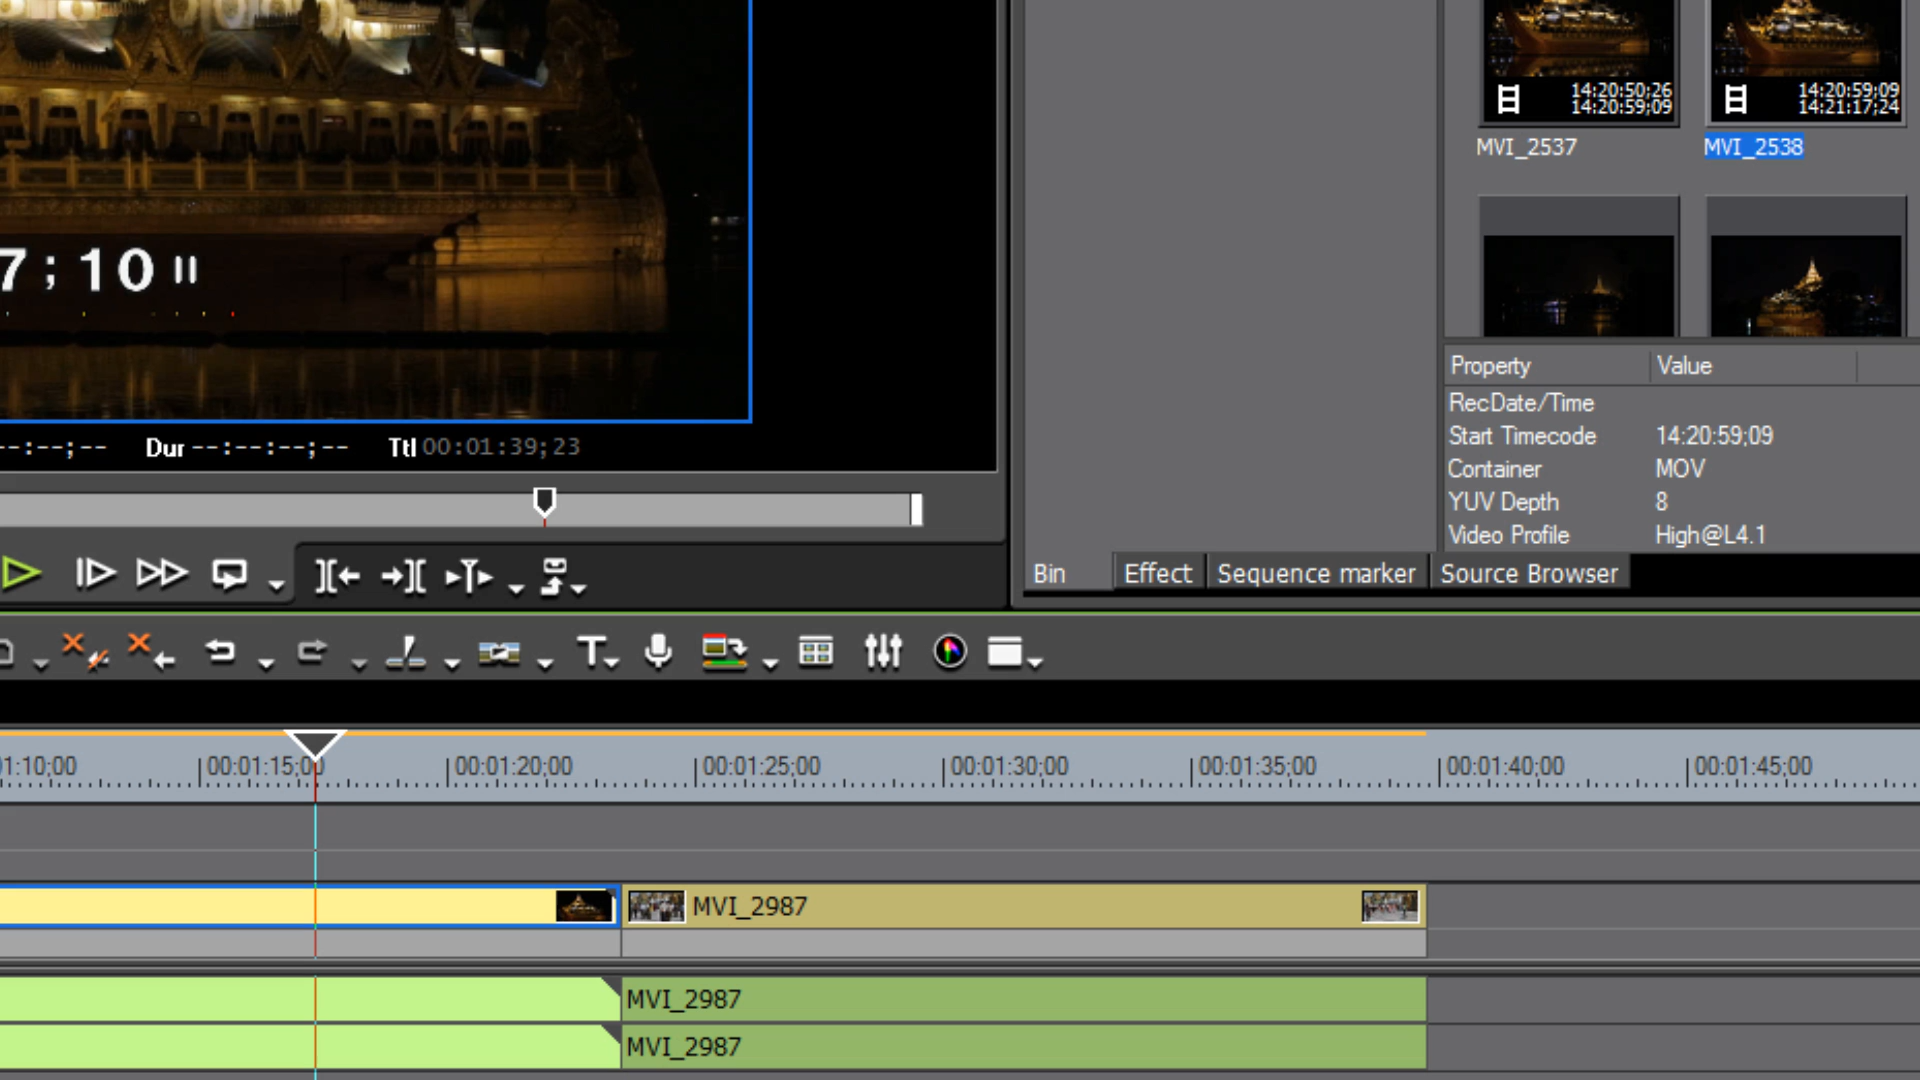 14:20:50;26
14:20:59;09
MVI_2537
14:20:59;09
14:21:17;24
MVI_2538
7;10
--:--;--
Dur --:--:--;--
Ttl 00:01:39;23
Property Value
RecDate/Time
Start Timecode 14:20:59;09
Container MOV
YUV Depth 8
Video Profile High@L4.1
Bin Effect Sequence marker Source Browser
1:10;00 00:01:15;00 00:01:20;00 00:01:25;00 00:01:30;00 00:01:35;00 00:01:40;00 00:01:45;00
MVI_2987
MVI_2987
MVI_2987